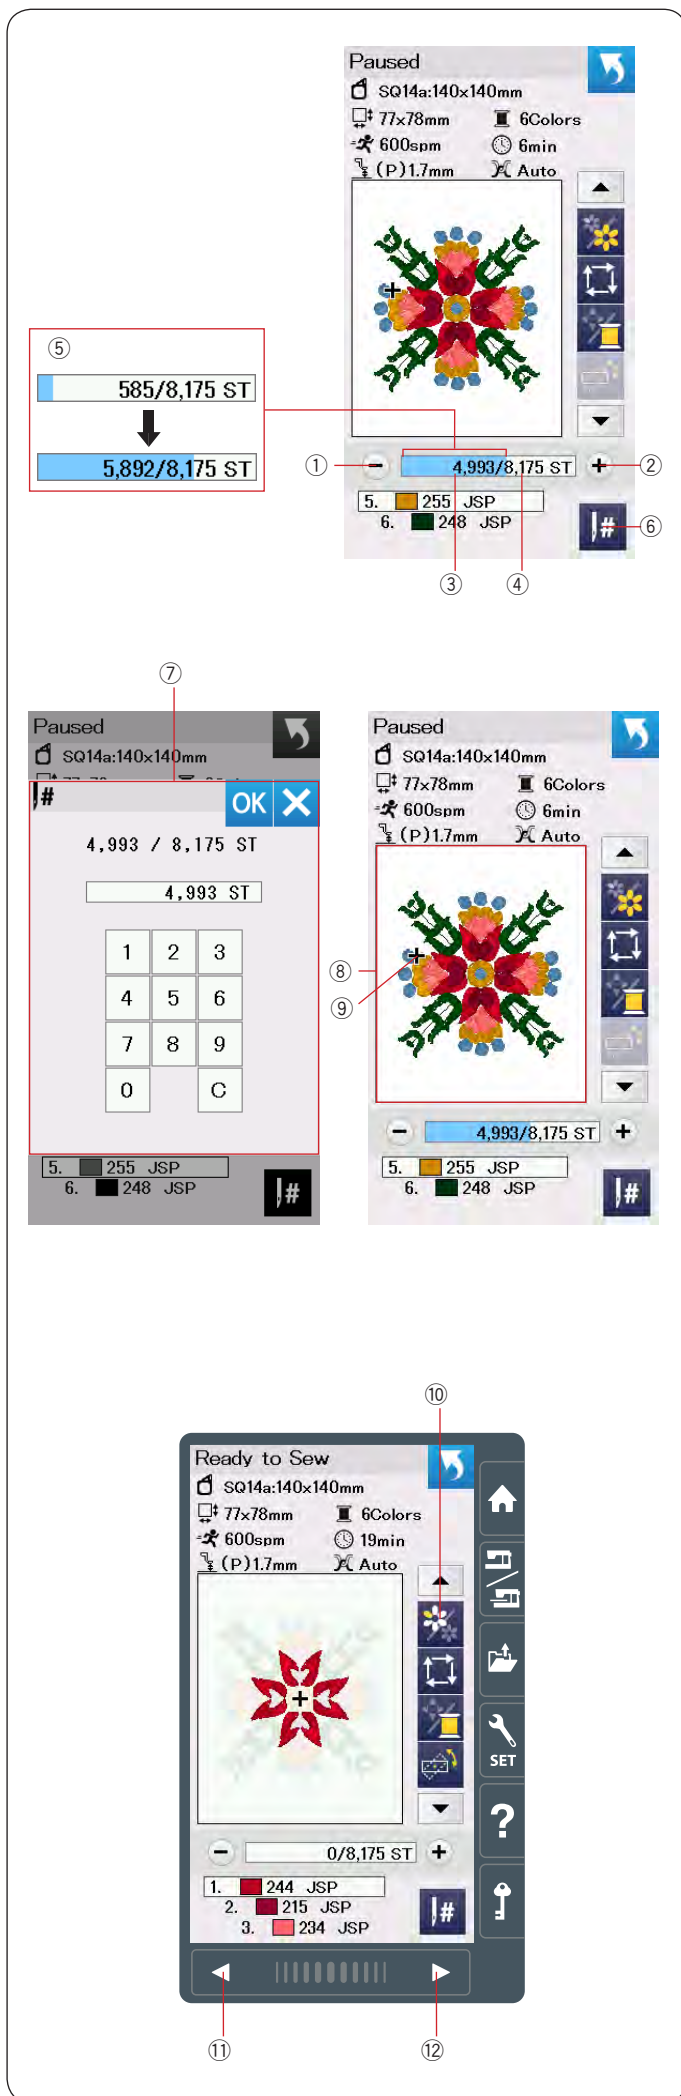 Paused
SQ14a:140x140mm
77x78mm 6Colors
600spm 6min
(P)1.7mm Auto
⑤
585/8,175 ST
5,892/8,175 ST
① − 4,993/8,175 ST + ②
5. 255 JSP
6. 248 JSP
# ⑥
③ ④
⑦
Paused
SQ14a:140x140mm
#
OK
4,993 / 8,175 ST
4,993 ST
1 2 3
4 5 6
7 8 9
0 C
5. 255 JSP
6. 248 JSP
#
Paused
SQ14a:140x140mm
77x78mm 6Colors
600spm 6min
(P)1.7mm Auto
⑧
⑨
− 4,993/8,175 ST +
5. 255 JSP
6. 248 JSP
#
⑩
Ready to Sew
SQ14a:140x140mm
77x78mm 6Colors
600spm 19min
(P)1.7mm Auto
SET
?
− 0/8,175 ST +
1. 244 JSP
2. 215 JSP
3. 234 JSP
#
⑪ ⑫